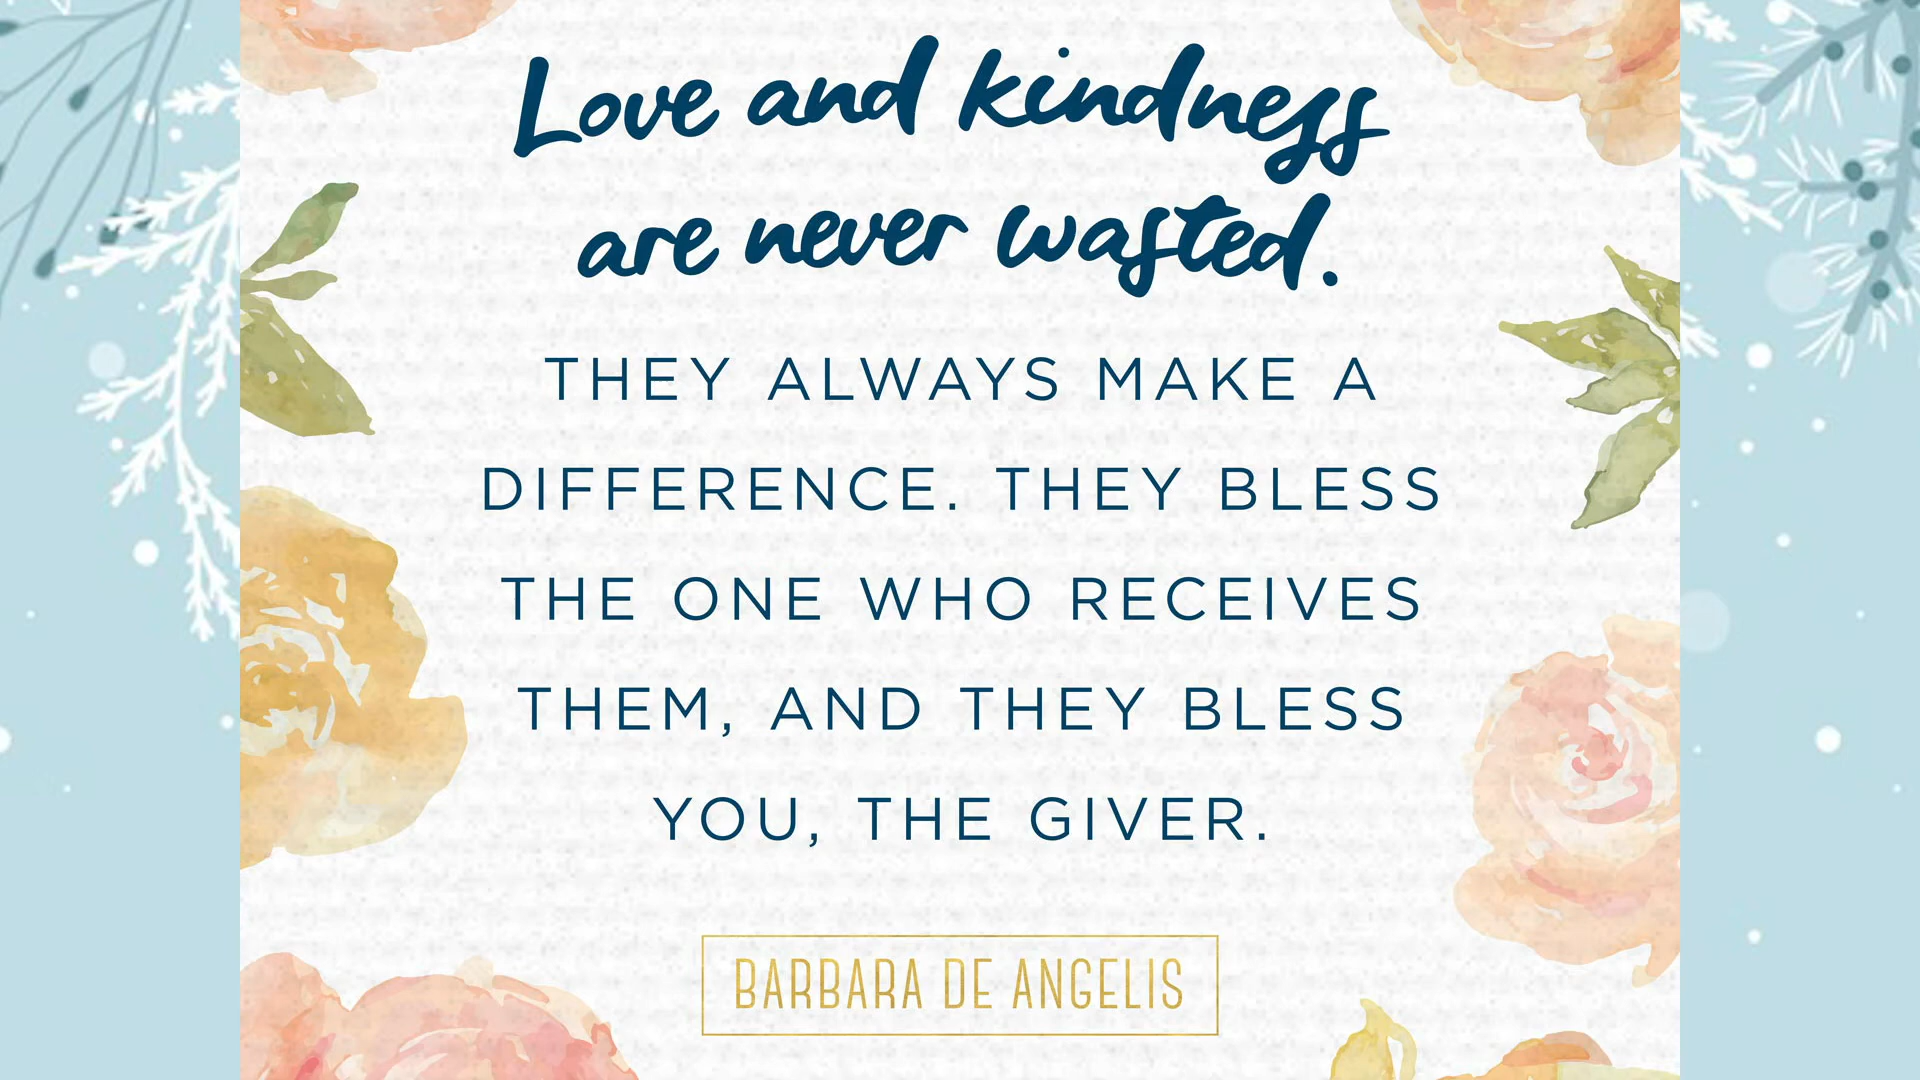 Love and kindness
are never wasted.
THEY ALWAYS MAKE A
DIFFERENCE. THEY BLESS
THE ONE WHO RECEIVES
THEM, AND THEY BLESS
YOU, THE GIVER.
BARBARA DE ANGELIS